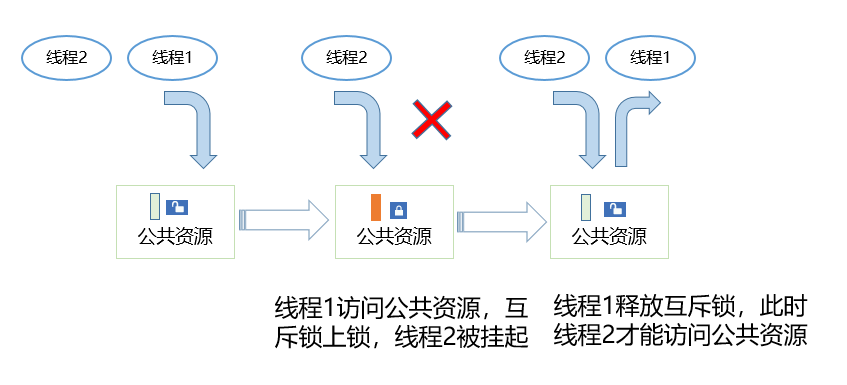 线程2
线程1
线程2
线程2
线程1
公共资源
公共资源
公共资源
线程1访问公共资源，互
斥锁上锁，线程2被挂起
线程1释放互斥锁，此时
线程2才能访问公共资源